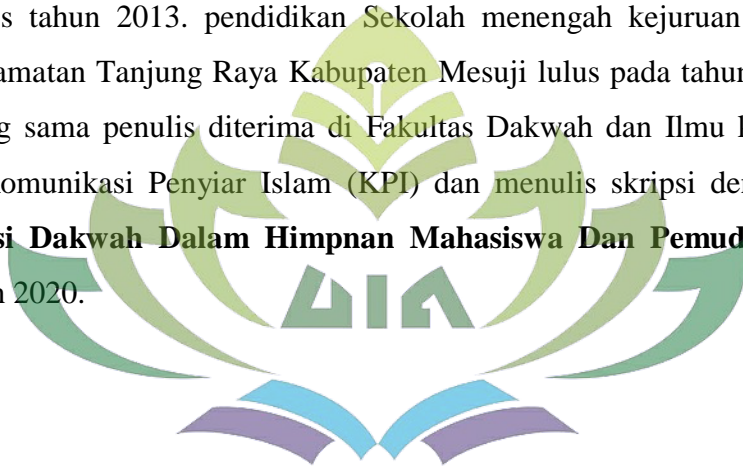 s tahun 2013. pendidikan Sekolah menengah kejuruan
amatan Tanjung Raya Kabupaten Mesuji lulus pada tahun
g sama penulis diterima di Fakultas Dakwah dan Ilmu
omunikasi Penyiar Islam (KPI) dan menulis skripsi
si Dakwah Dalam Himpnan Mahasiswa Dan Pemud
n 2020.
UIN